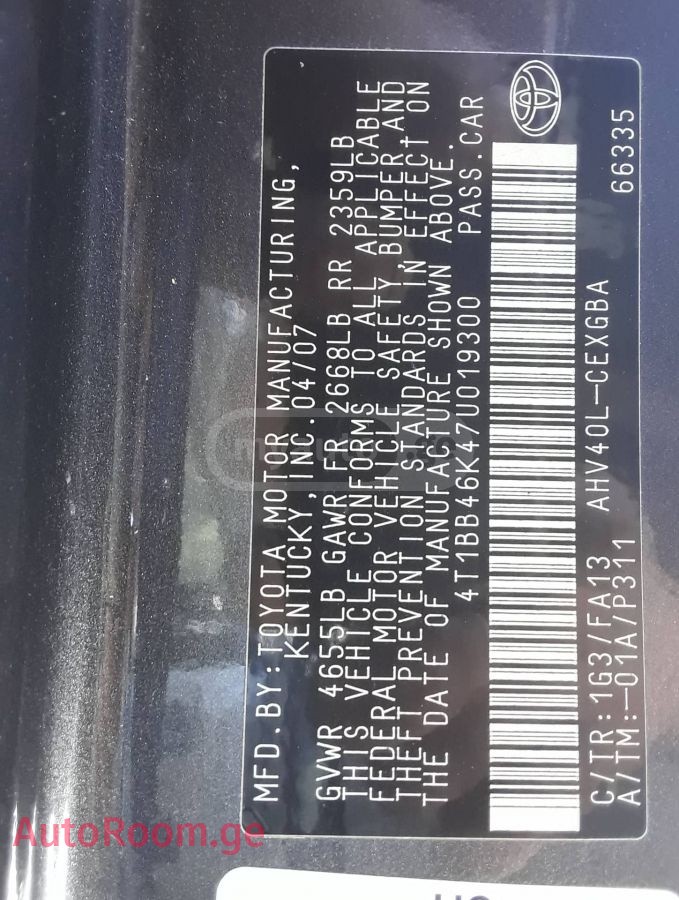 MFD.BY:TOYOTA MOTOR MANUFACTURING,
KENTUCKY,INC.04/07
GVWR 4655LB GAWR FR 2668LB RR 2359LB
THIS VEHICLE CONFORMS TO ALL APPLICABLE
FEDERAL MOTOR VEHICLE SAFETY, BUMPER,AND
THEFT PREVENTION STANDARDS IN EFFECT ON
THE DATE OF MANUFACTURE SHOWN ABOVE.
4T1BB46K47U019300 PASS.CAR
C/TR:1G3/FA13 AHV40L-CEXGBA
A/TM:-01A/P311 66335
AutoRoom.ge